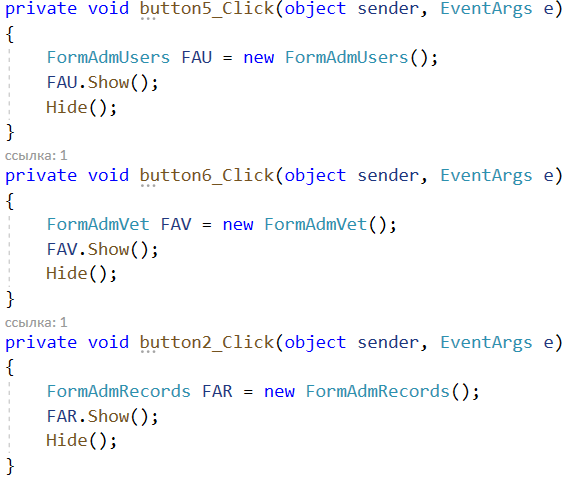 private void button5_Click(object sender, EventArgs e)
{
    FormAdmUsers FAU = new FormAdmUsers();
    FAU.Show();
    Hide();
}
ссылка: 1
private void button6_Click(object sender, EventArgs e)
{
    FormAdmVet FAV = new FormAdmVet();
    FAV.Show();
    Hide();
}
ссылка: 1
private void button2_Click(object sender, EventArgs e)
{
    FormAdmRecords FAR = new FormAdmRecords();
    FAR.Show();
    Hide();
}